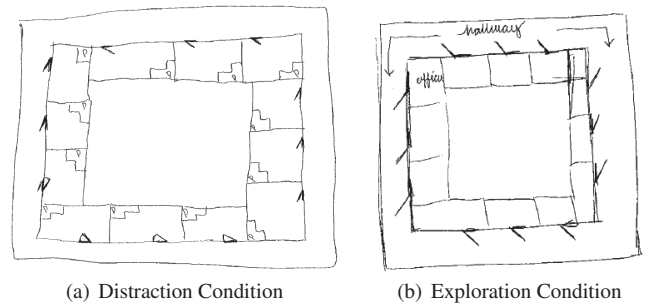 hallway
office
(a) Distraction Condition
(b) Exploration Condition